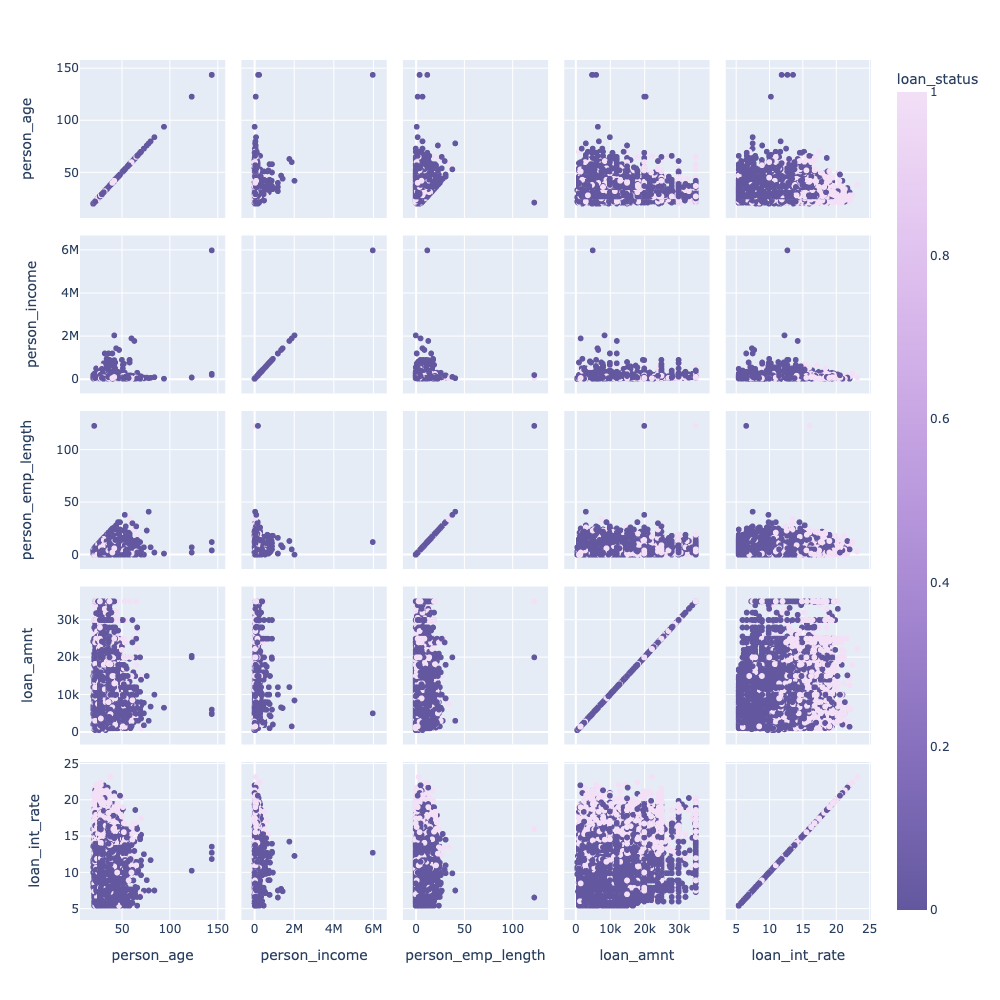 loan_status
1
0.8
0.6
0.4
0.2
0
person_age
150
100
50
person_income
6M
4M
2M
0
person_emp_length
100
50
0
loan_amnt
30k
20k
10k
0
loan_int_rate
25
20
15
10
5
50 100 150
0 2M 4M 6M
0 50 100
0 10k 20k 30k
5 10 15 20 25
person_age person_income person_emp_length loan_amnt loan_int_rate